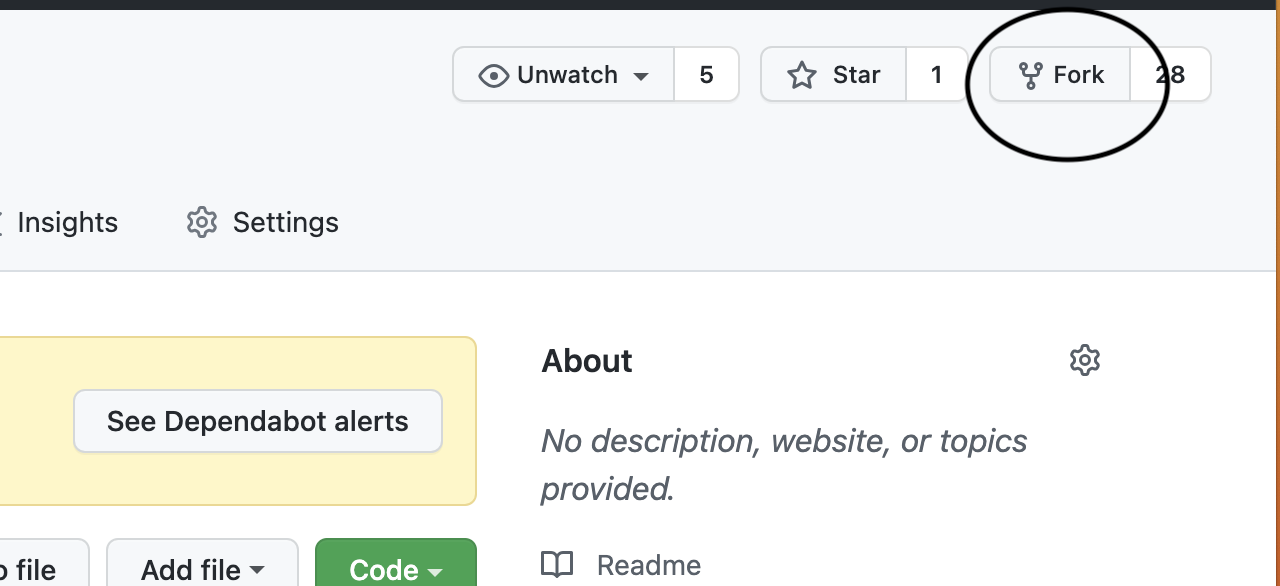 Unwatch 5 Star 1 Fork 28
Insights Settings
About
See Dependabot alerts
No description, website, or topics
provided.
file Add file Code
Readme